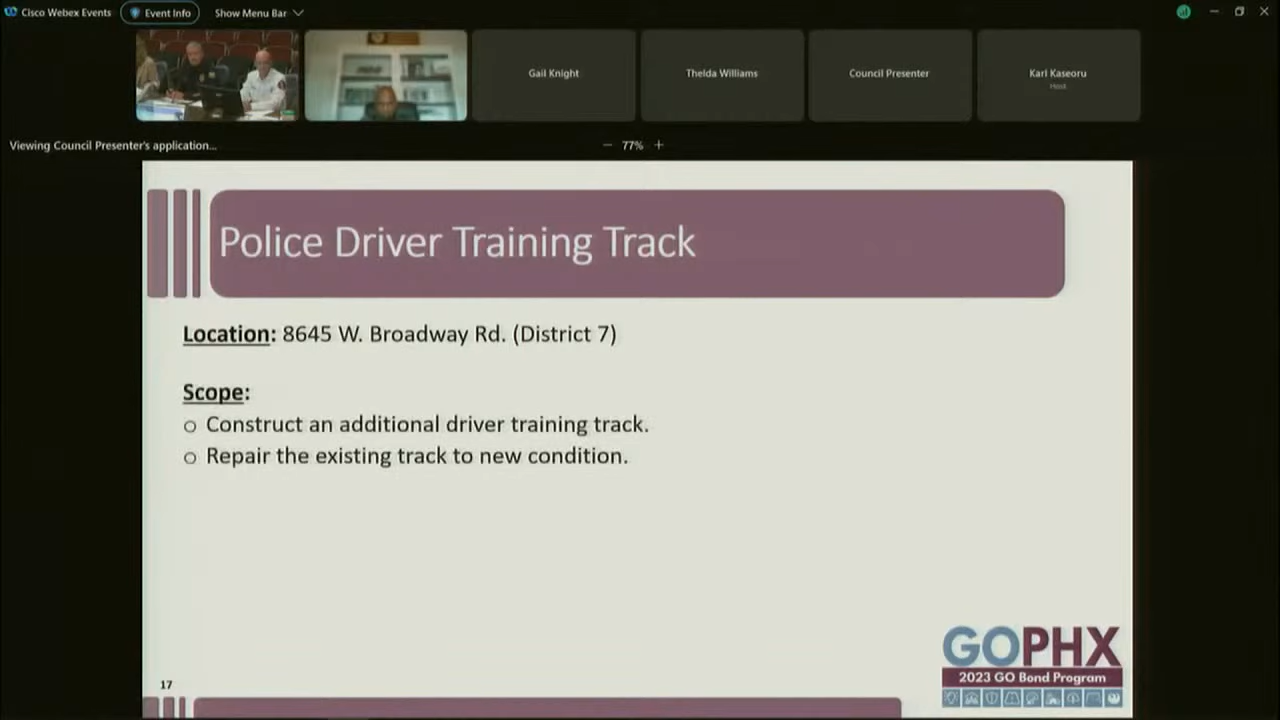 Cisco Webex Events
Event Info
Show Menu Bar
Gail Knight
Thelda Williams
Council Presenter
Karl Kaseoru
Host
Viewing Council Presenter's application...
77%
Police Driver Training Track
Location: 8645 W. Broadway Rd. (District 7)
Scope:
o Construct an additional driver training track.
o Repair the existing track to new condition.
17
GOPHX
2023 GO Bond Program